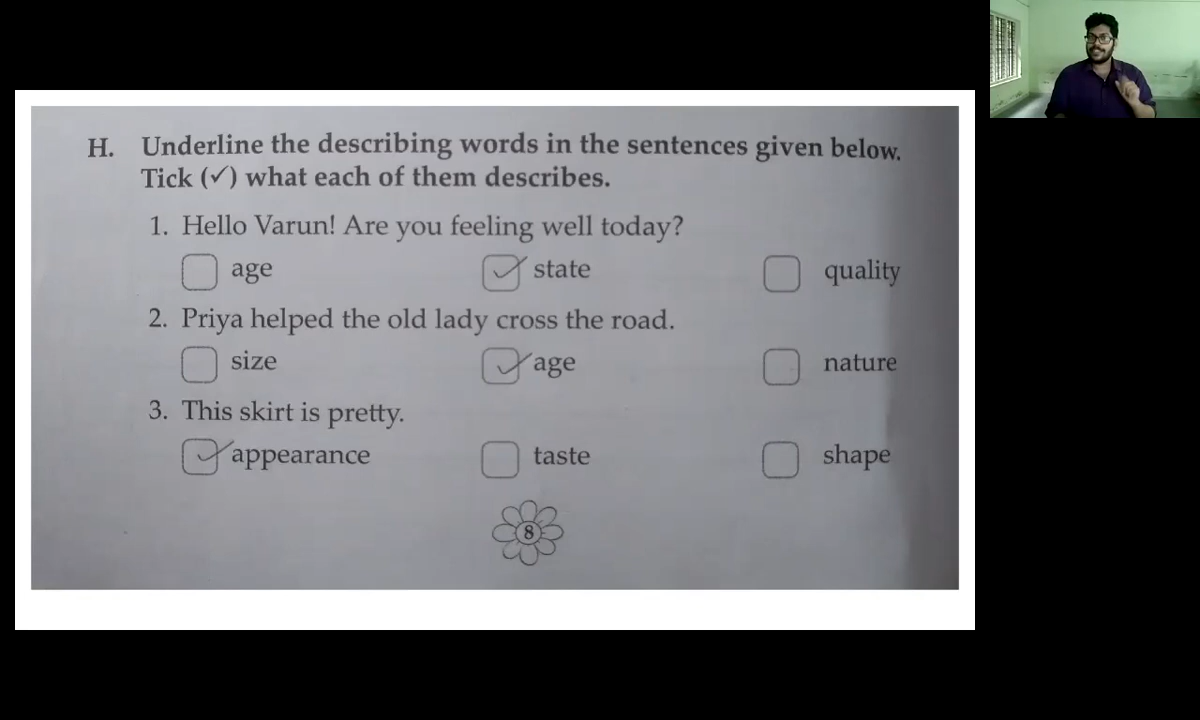 H. Underline the describing words in the sentences given below.
Tick (✓) what each of them describes.
1. Hello Varun! Are you feeling well today?
age state quality
2. Priya helped the old lady cross the road.
size age nature
3. This skirt is pretty.
appearance taste shape
8